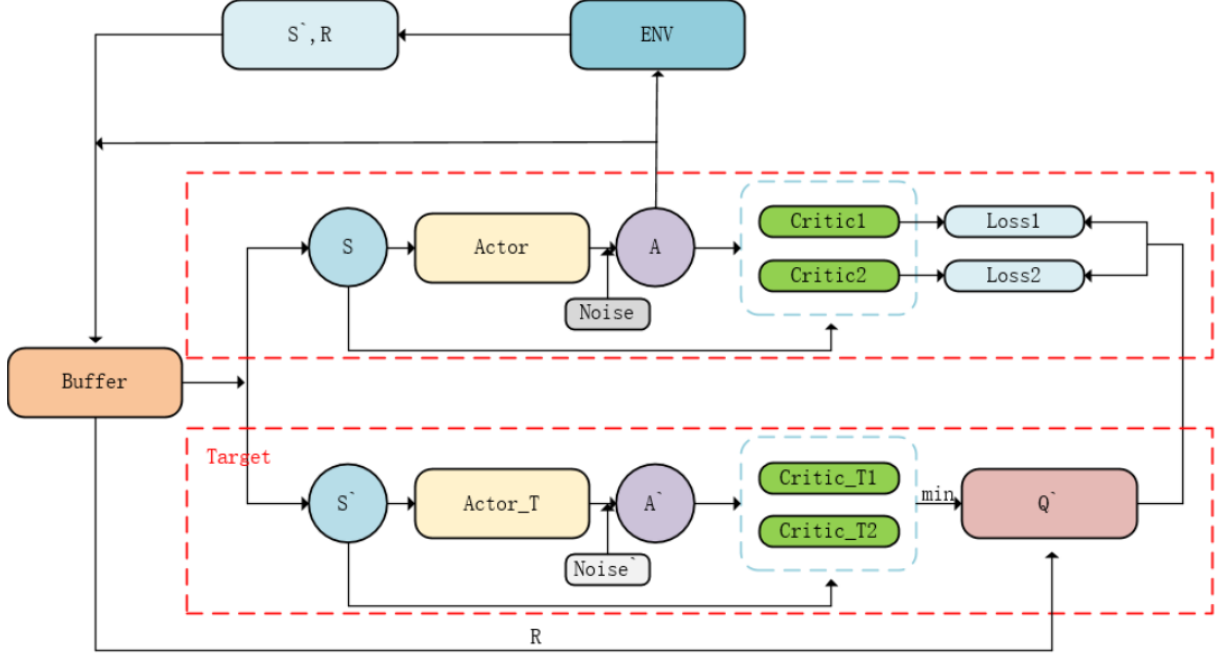 S`,R
ENV
S
Actor
A
Critic1
Loss1
Critic2
Loss2
Noise
Buffer
Target
S`
Actor_T
A`
Critic_T1
min
Q`
Critic_T2
Noise`
R